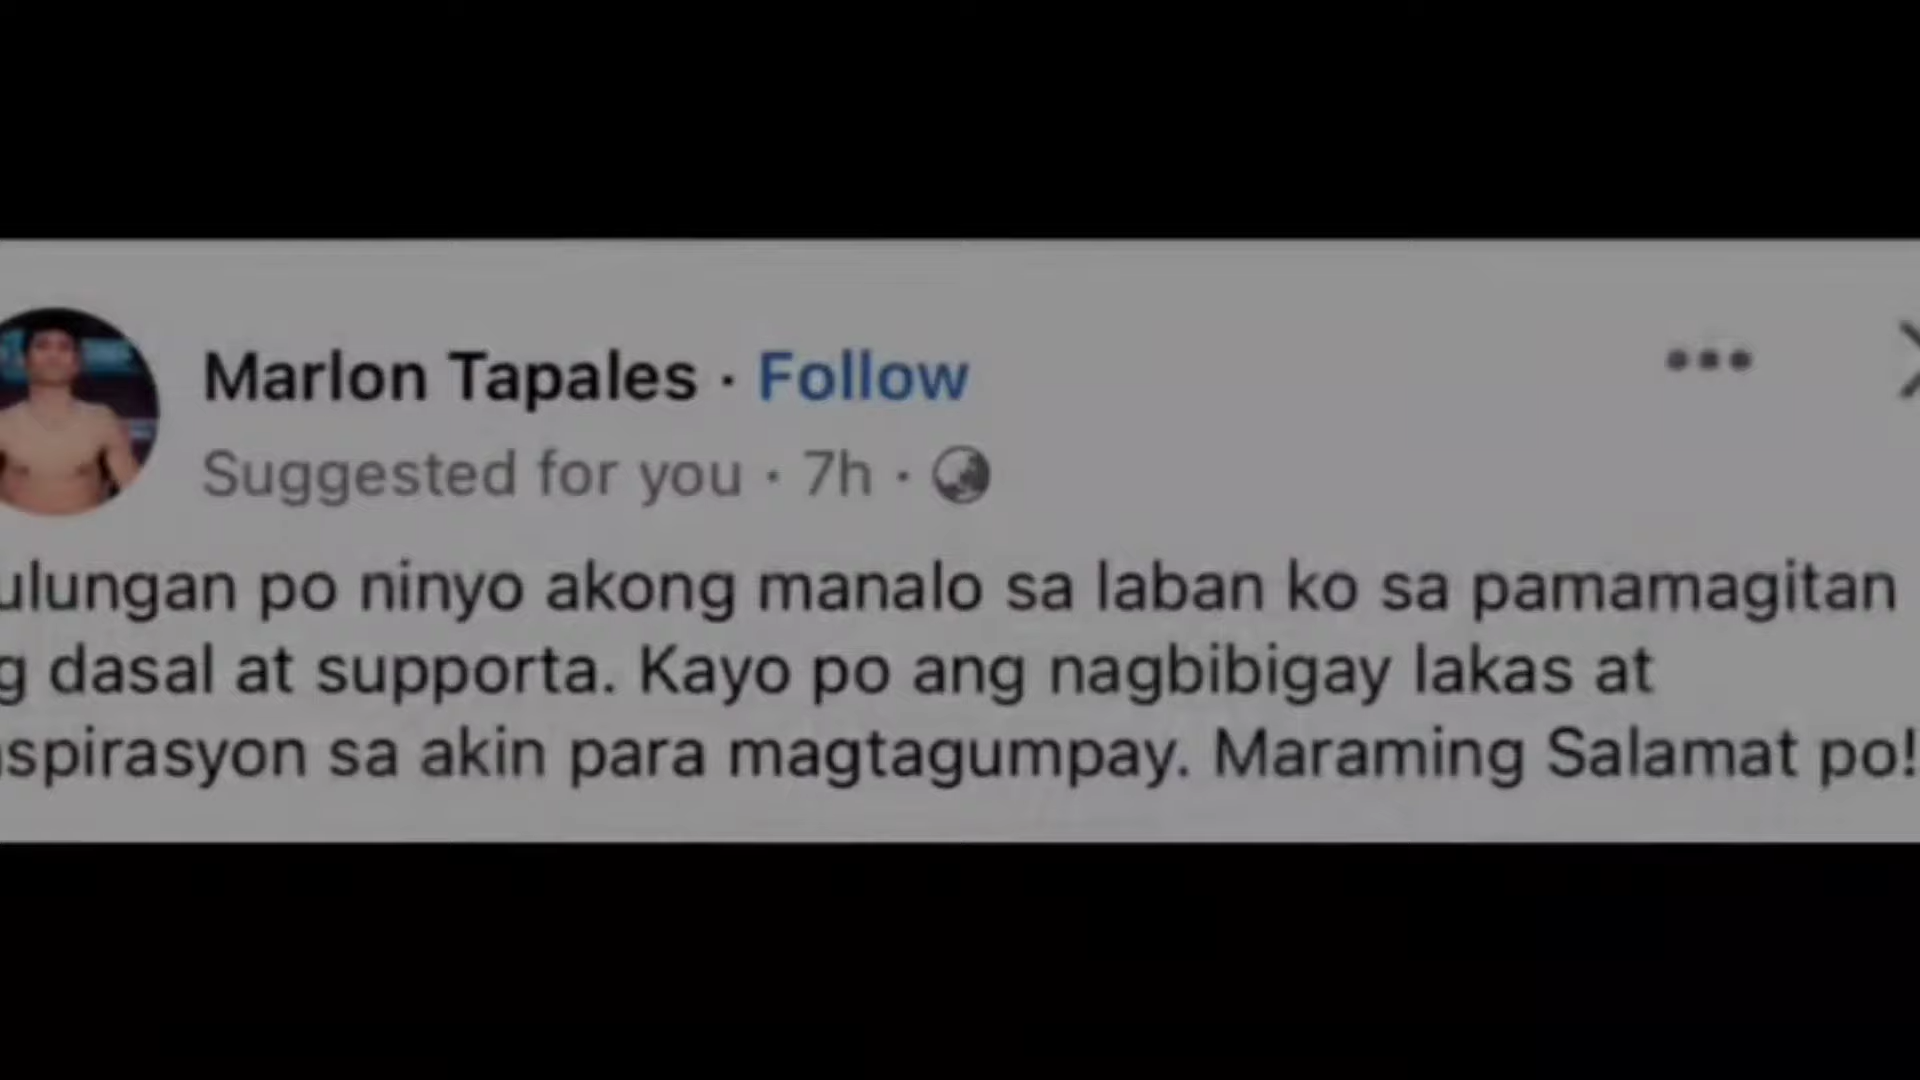 Marlon Tapales · Follow
Suggested for you · 7h ·
ulungan po ninyo akong manalo sa laban ko sa pamamagitan
g dasal at supporta. Kayo po ang nagbibigay lakas at
nspirasyon sa akin para magtagumpay. Maraming Salamat po!